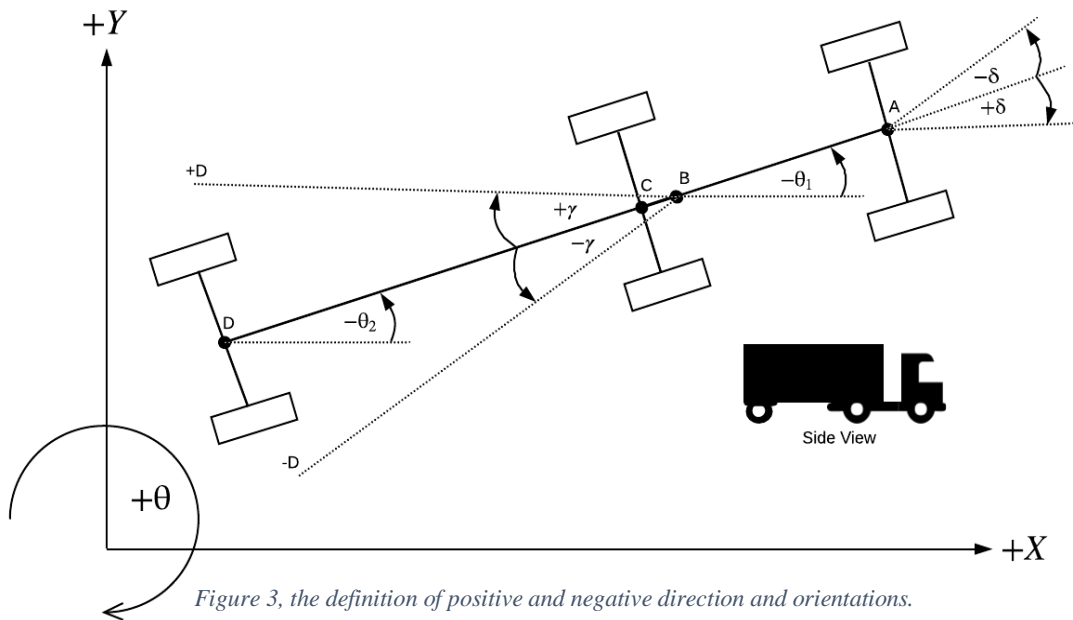 +Y
−δ
+δ
A
B
C
−θ₁
+D
+γ
−γ
D
−θ₂
Side View
-D
+θ
+X
Figure 3, the definition of positive and negative direction and orientations.